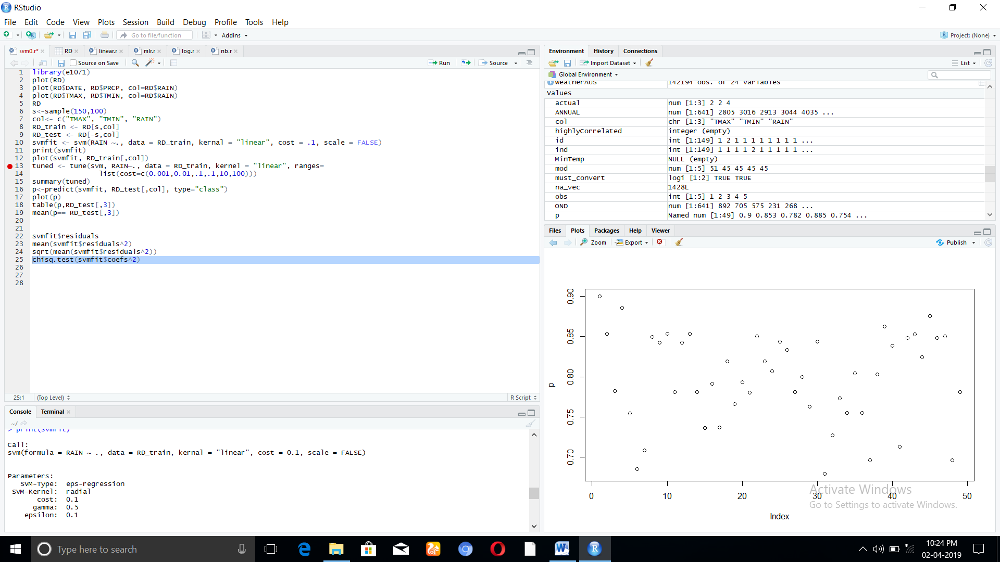 RStudio
File Edit Code View Plots Session Build Debug Profile Tools Help
Go to file/function Addins Project: (None)
svm0.r* RD linear.r mlr.r log.r nb.r
Source on Save Run Source
1 library(e1071)
2 plot(RD)
3 plot(RD$DATE, RD$PRCP, col=RD$RAIN)
4 plot(RD$TMAX, RD$TMIN, col=RD$RAIN)
5 RD
6 s<-sample(150,100)
7 col<- c("TMAX", "TMIN", "RAIN")
8 RD_train <- RD[s,col]
9 RD_test <- RD[-s,col]
10 svmfit <- svm(RAIN ~., data = RD_train, kernal = "linear", cost = .1, scale = FALSE)
11 print(svmfit)
12 plot(svmfit, RD_train[,col])
13 tuned <- tune(svm, RAIN~., data = RD_train, kernel = "linear", ranges=
14 list(cost=c(0.001,0.01,.1,.1,10,100)))
15 summary(tuned)
16 p<-predict(svmfit, RD_test[,col], type="class")
17 plot(p)
18 table(p,RD_test[,3])
19 mean(p== RD_test[,3])
20
21
22 svmfit$residuals
23 mean(svmfit$residuals^2)
24 sqrt(mean(svmfit$residuals^2))
25 chisq.test(svmfit$coefs^2)
26
27
28
25:1 (Top Level) R Script
Console Terminal
~/
> print(svmfit)
Call:
svm(formula = RAIN ~ ., data = RD_train, kernal = "linear", cost = 0.1, scale = FALSE)
Parameters:
SVM-Type: eps-regression
SVM-Kernel: radial
cost: 0.1
gamma: 0.5
epsilon: 0.1
Environment History Connections
Import Dataset List
Global Environment
weatherAUS 142194 obs. of 24 variables
Values
actual num [1:3] 2 2 4
ANNUAL num [1:641] 2805 3016 2913 3044 4035 ...
col chr [1:3] "TMAX" "TMIN" "RAIN"
highlyCorrelated integer (empty)
id int [1:149] 1 2 1 1 1 1 1 1 1 1 ...
ind int [1:149] 1 1 1 1 2 1 1 1 1 1 ...
MinTemp NULL (empty)
mod num [1:5] 51 45 45 45 45
must_convert logi [1:2] TRUE TRUE
na_vec 1428L
obs int [1:5] 1 2 3 4 5
OND num [1:641] 892 705 575 231 268 ...
p Named num [1:49] 0.9 0.853 0.782 0.885 0.754 ...
Files Plots Packages Help Viewer
Zoom Export Publish
0.90
0.85
0.80
0.75
0.70
p
0 10 20 30 40 50
Index
Activate Windows
Go to Settings to activate Windows.
Type here to search
10:24 PM
02-04-2019